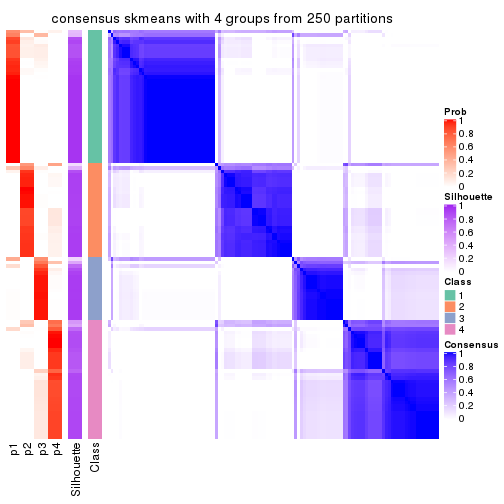 consensus skmeans with 4 groups from 250 partitions
Prob
1
0.8
0.6
0.4
0.2
0
Silhouette
1
0.8
0.6
0.4
0.2
0
Class
1
2
3
4
Consensus
1
0.8
0.6
0.4
0.2
0
p1
p2
p3
p4
Silhouette
Class